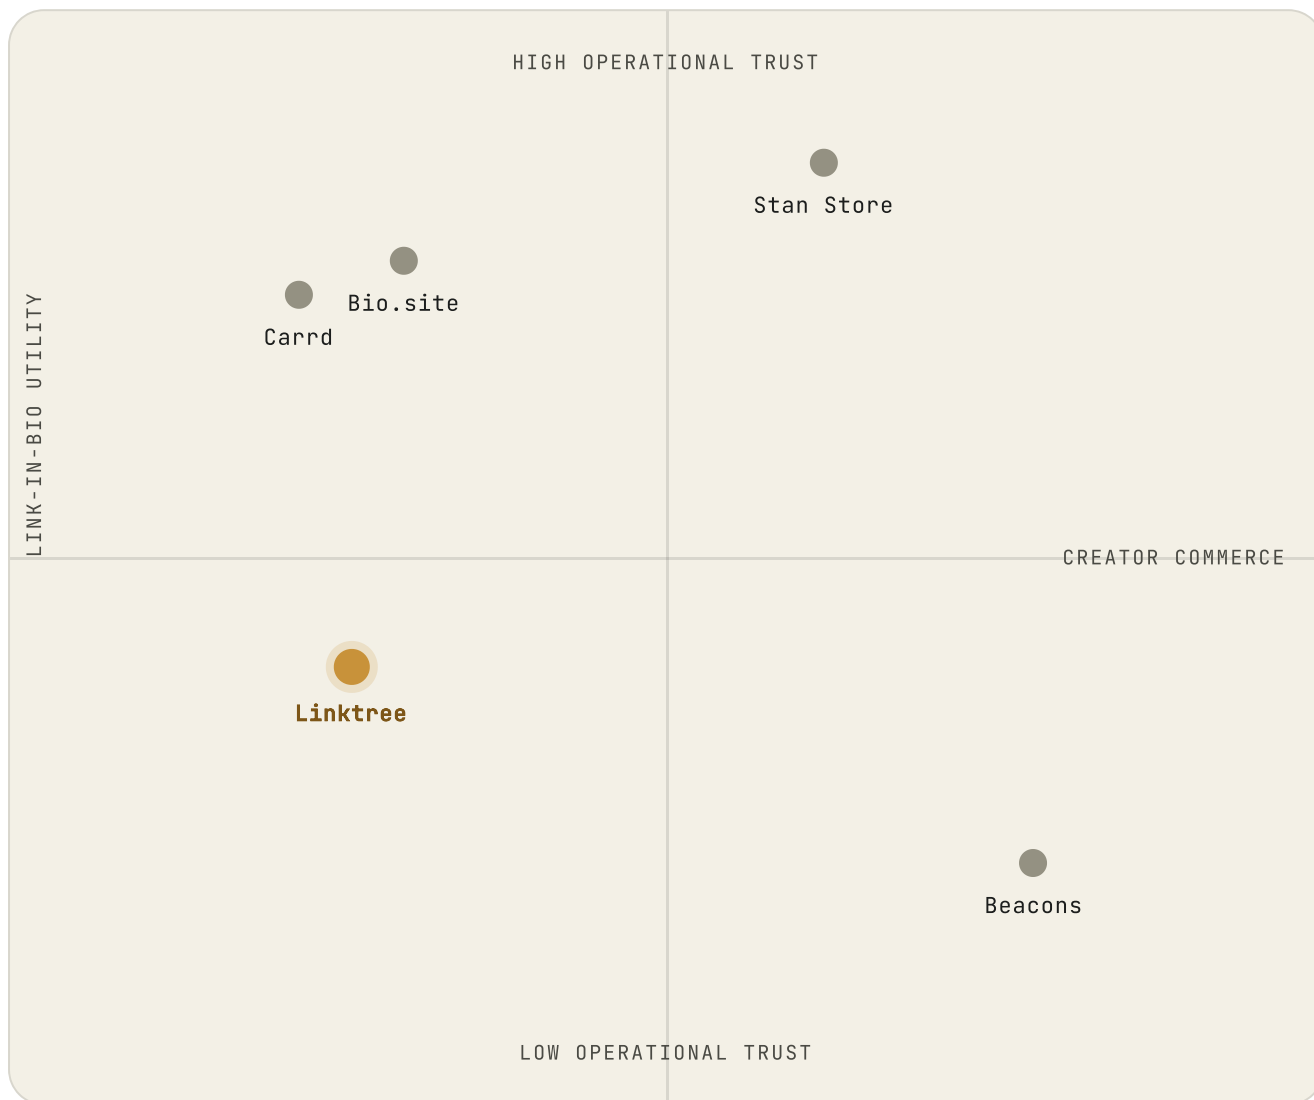 HIGH OPERATIONAL TRUST
Stan Store
Bio.site
Carrd
LINK-IN-BIO UTILITY
CREATOR COMMERCE
Linktree
Beacons
LOW OPERATIONAL TRUST